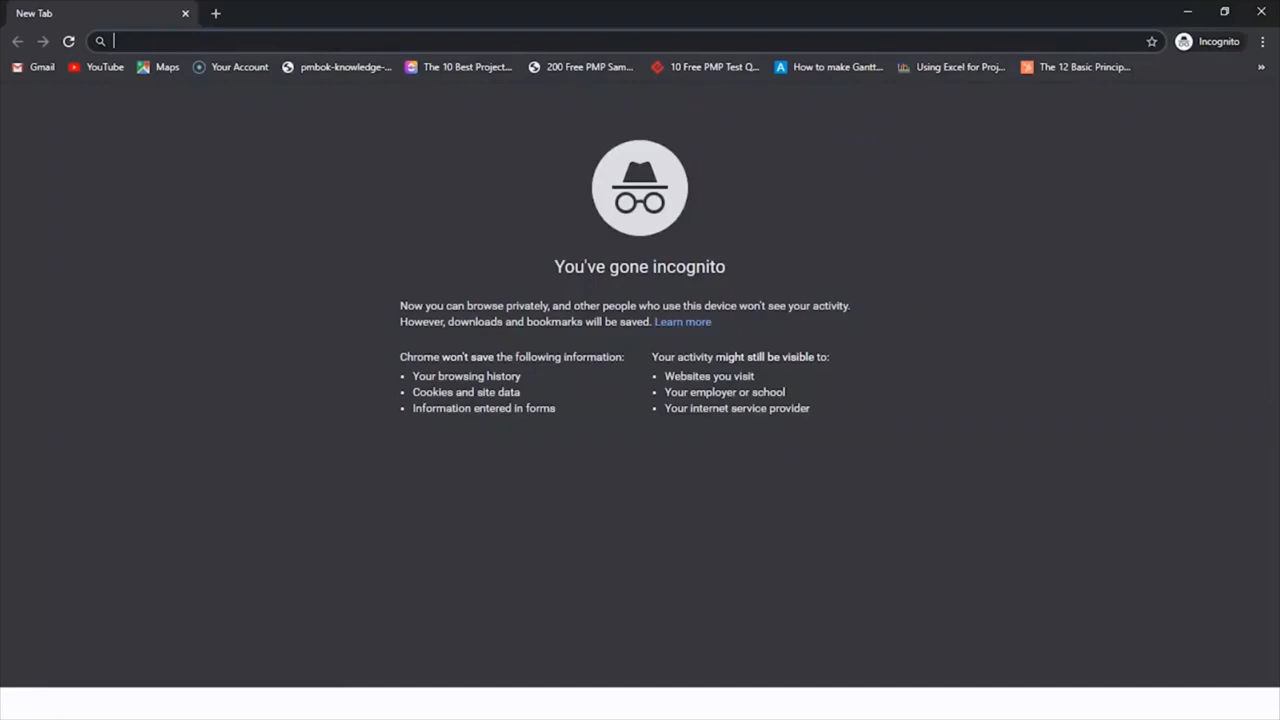 New Tab
Incognito
Gmail YouTube Maps Your Account pmbok-knowledge-... The 10 Best Project... 200 Free PMP Sam... 10 Free PMP Test Q... How to make Gantt... Using Excel for Proj... The 12 Basic Princip... »
You've gone incognito
Now you can browse privately, and other people who use this device won't see your activity.
However, downloads and bookmarks will be saved. Learn more
Chrome won't save the following information: Your activity might still be visible to:
• Your browsing history • Websites you visit
• Cookies and site data • Your employer or school
• Information entered in forms • Your internet service provider